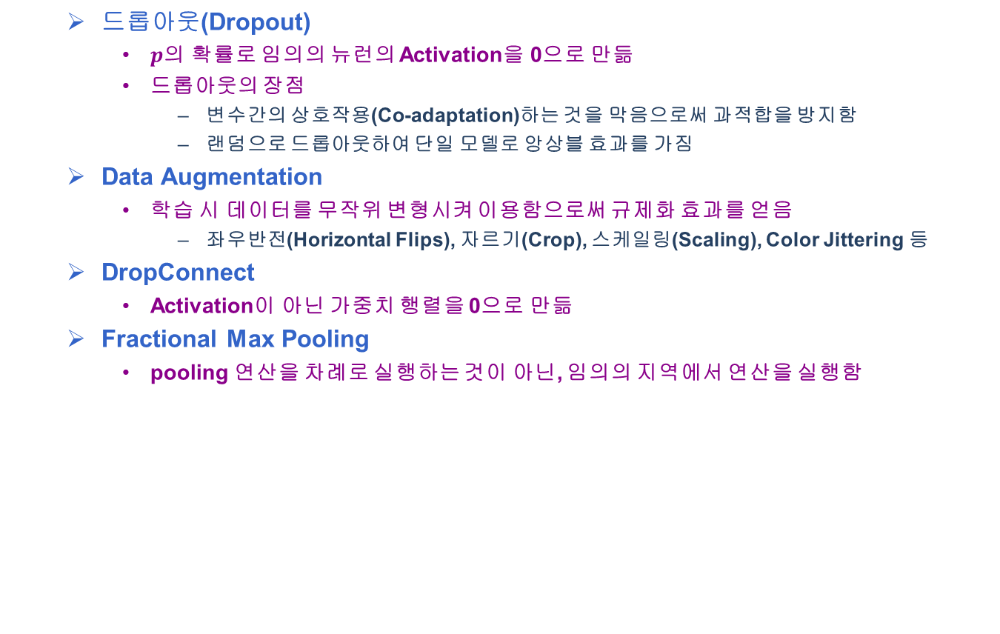 ➢ 드롭아웃(Dropout)
• p의 확률로 임의의 뉴런의 Activation을 0으로 만듦
• 드롭아웃의 장점
– 변수간의 상호작용(Co-adaptation)하는 것을 막음으로써 과적합을 방지함
– 랜덤으로 드롭아웃하여 단일 모델로 앙상블 효과를 가짐
➢ Data Augmentation
• 학습 시 데이터를 무작위 변형시켜 이용함으로써 규제화 효과를 얻음
– 좌우반전(Horizontal Flips), 자르기(Crop), 스케일링(Scaling), Color Jittering 등
➢ DropConnect
• Activation이 아닌 가중치 행렬을 0으로 만듦
➢ Fractional Max Pooling
• pooling 연산을 차례로 실행하는 것이 아닌, 임의의 지역에서 연산을 실행함